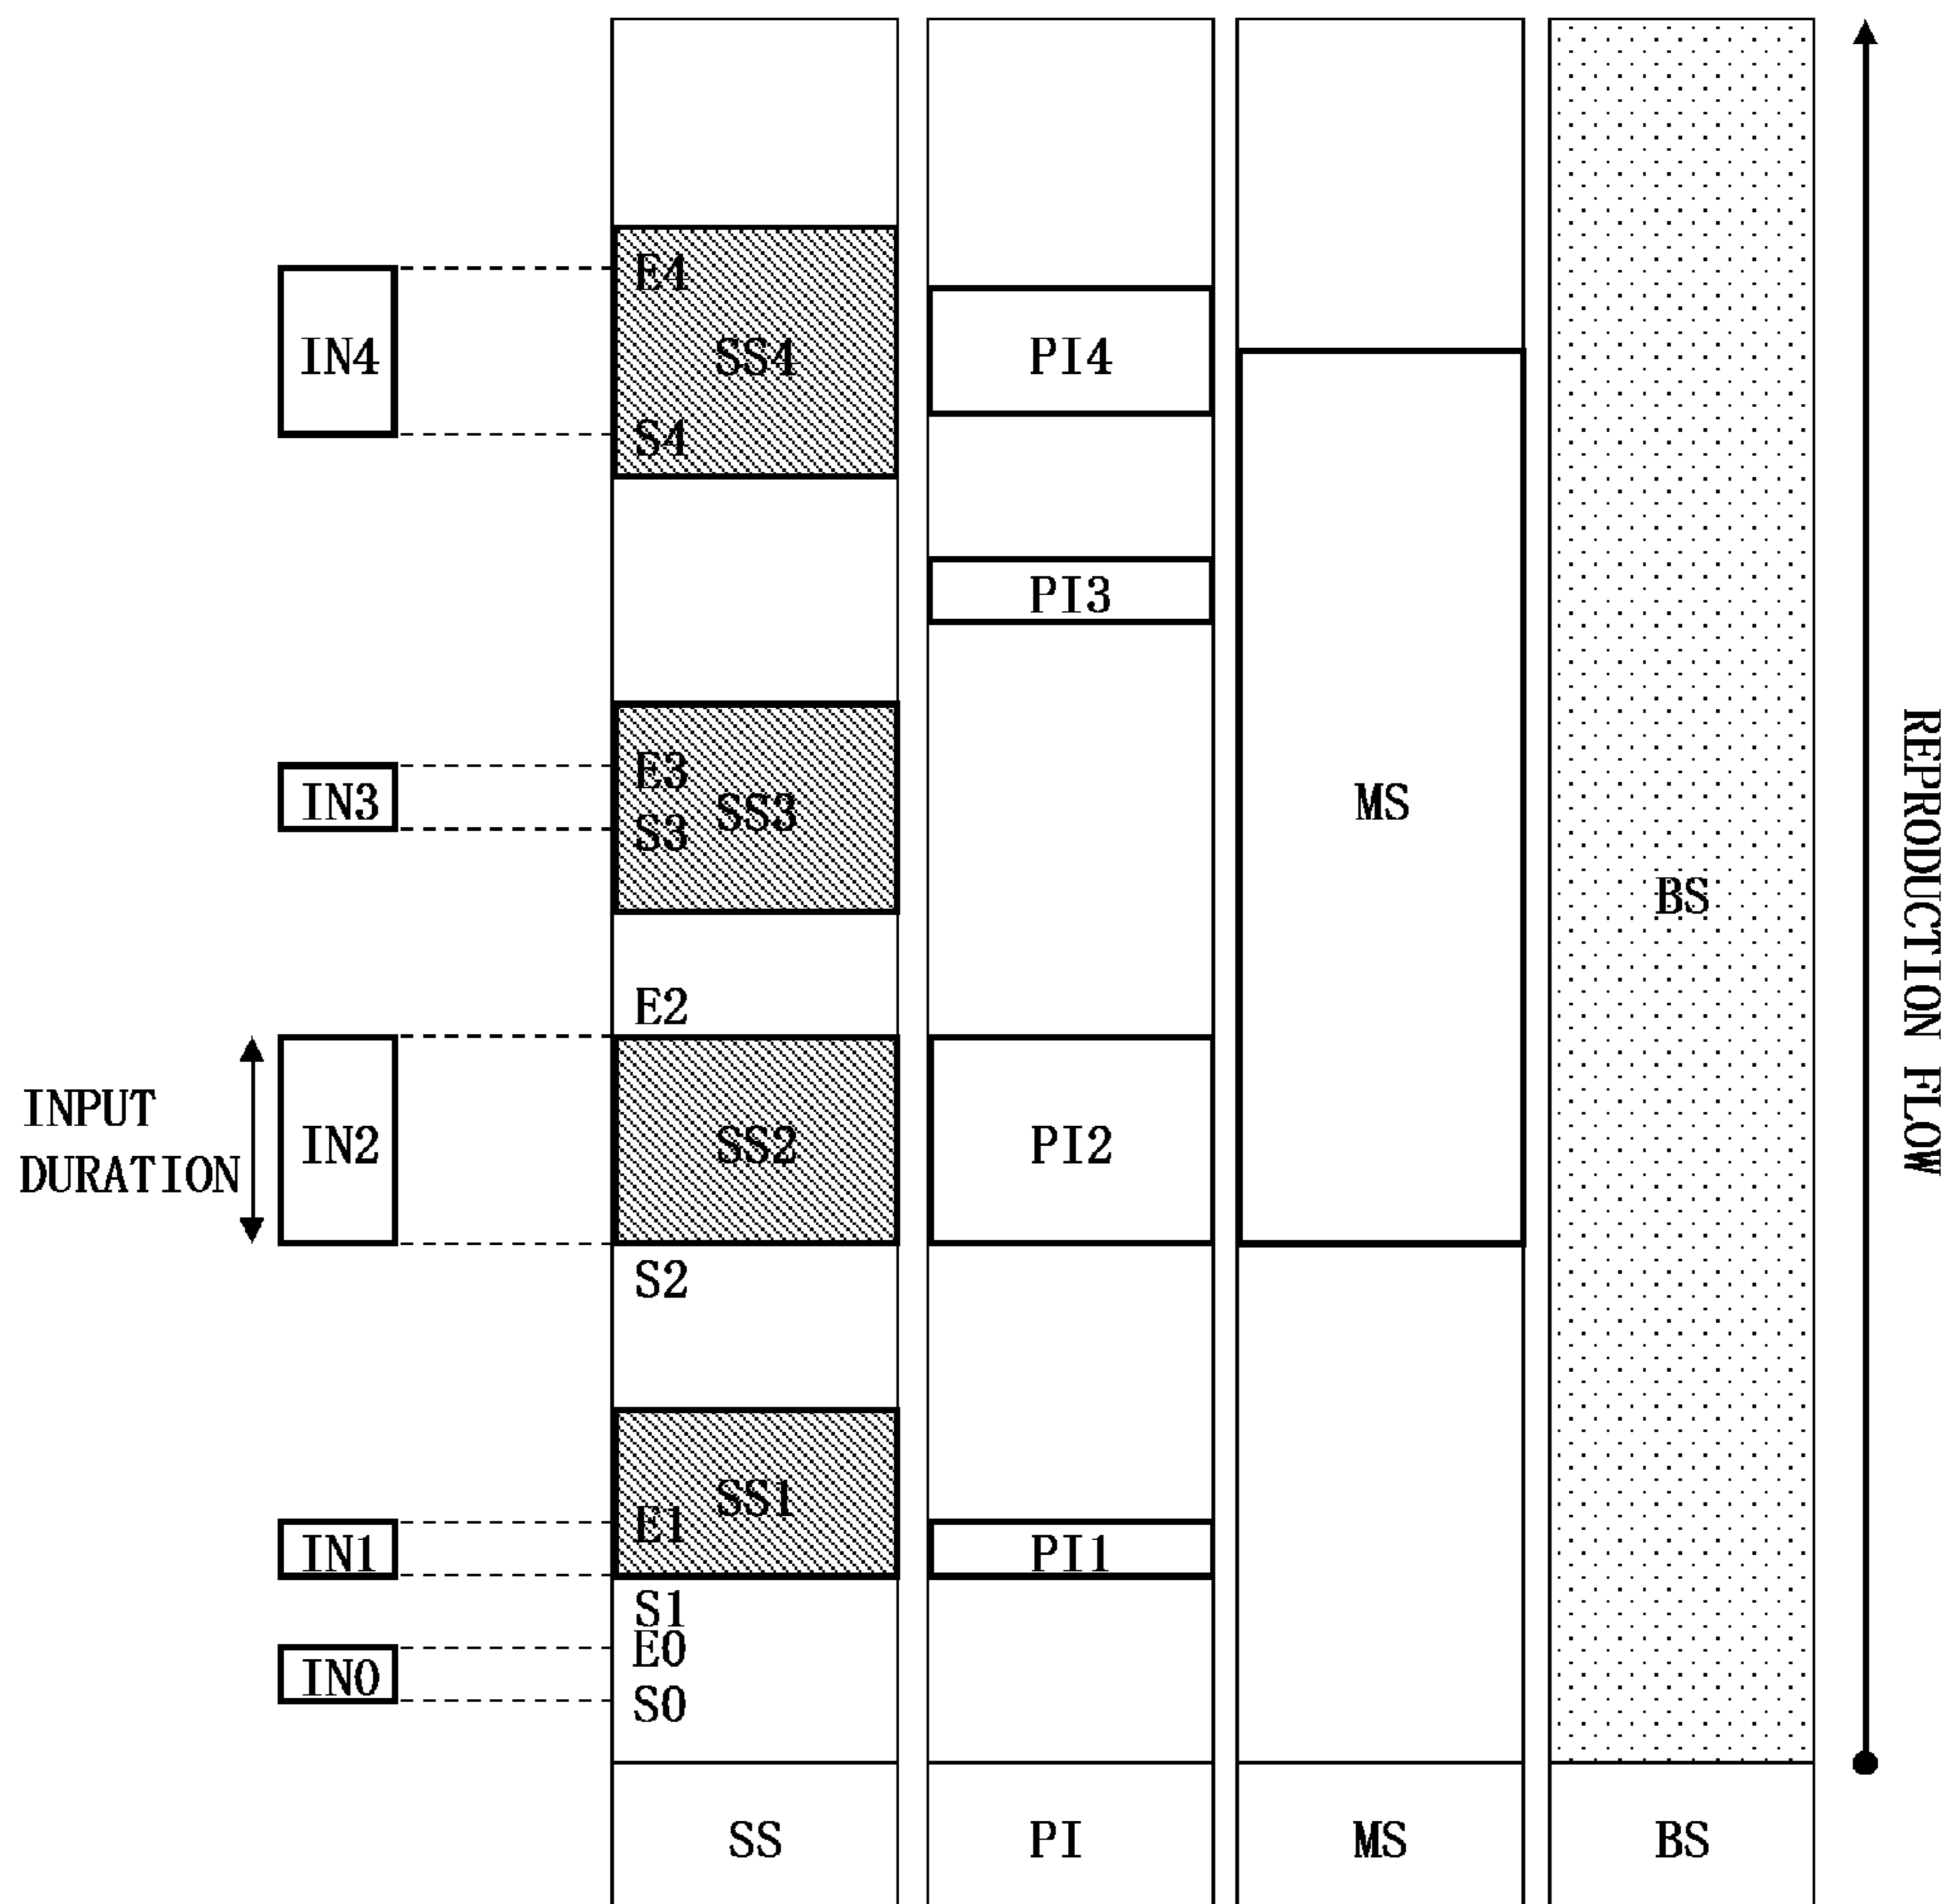 E4
IN4
SS4
PI4
S4
PI3
E3
IN3
SS3
MS
S3
BS
REPRODUCTION FLOW
E2
INPUT
DURATION
IN2
SS2
PI2
S2
SS1
E1
IN1
PI1
S1
E0
IN0
S0
SS
PI
MS
BS